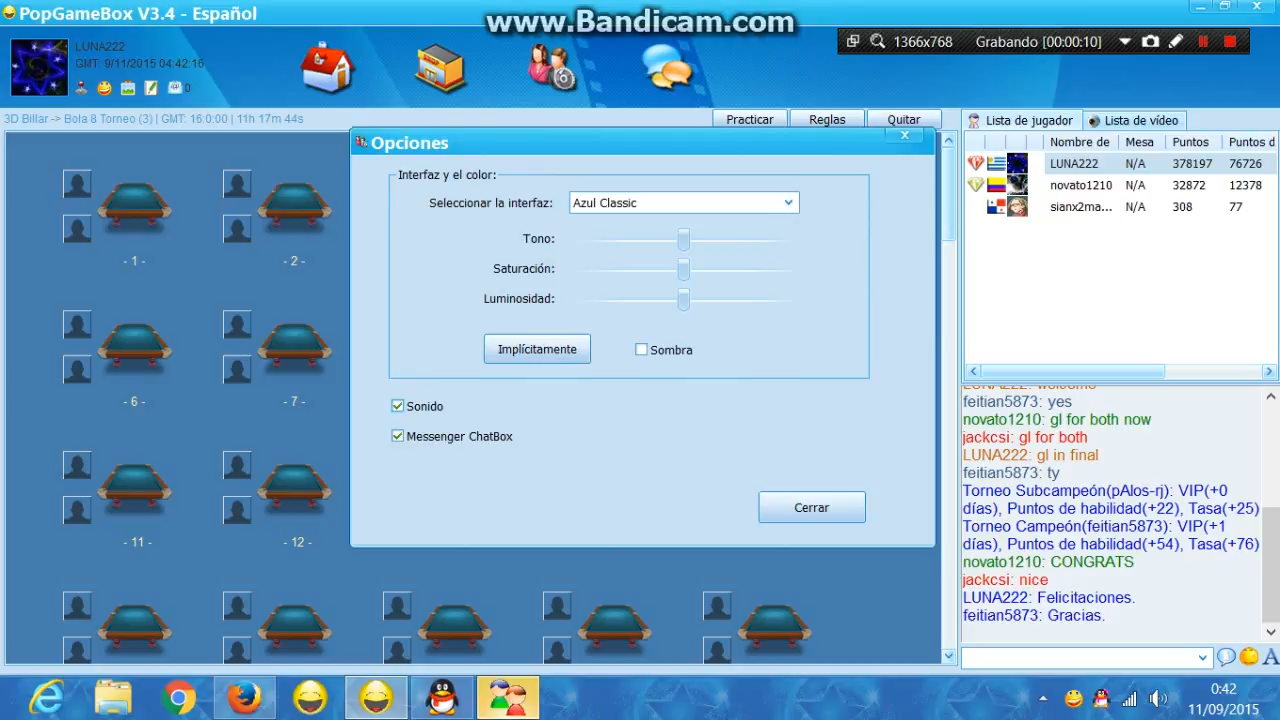 PopGameBox V3.4 - Español
www.Bandicam.com
1366x768
Grabando [00:00:10]
LUNA222
GMT: 9/11/2015 04:42:16
0
3D Billar -> Bola 8 Torneo (3) | GMT: 16:0:00 | 11h 17m 44s
Practicar
Reglas
Quitar
- 1 -
- 2 -
- 6 -
- 7 -
- 11 -
- 12 -
Opciones
Interfaz y el color:
Seleccionar la interfaz:
Azul Classic
Tono:
Saturación:
Luminosidad:
Implícitamente
Sombra
Sonido
Messenger ChatBox
Cerrar
Lista de jugador
Lista de vídeo
Nombre de Mesa Puntos Puntos d
LUNA222 N/A 378197 76726
novato1210 N/A 32872 12378
sianx2ma... N/A 308 77
LUNA222: welcome
feitian5873: yes
novato1210: gl for both now
jackcsi: gl for both
LUNA222: gl in final
feitian5873: ty
Torneo Subcampeón(pAlos-rj): VIP(+0
días), Puntos de habilidad(+22), Tasa(+25)
Torneo Campeón(feitian5873): VIP(+1
días), Puntos de habilidad(+54), Tasa(+76)
novato1210: CONGRATS
jackcsi: nice
LUNA222: Felicitaciones.
feitian5873: Gracias.
A
0:42
11/09/2015